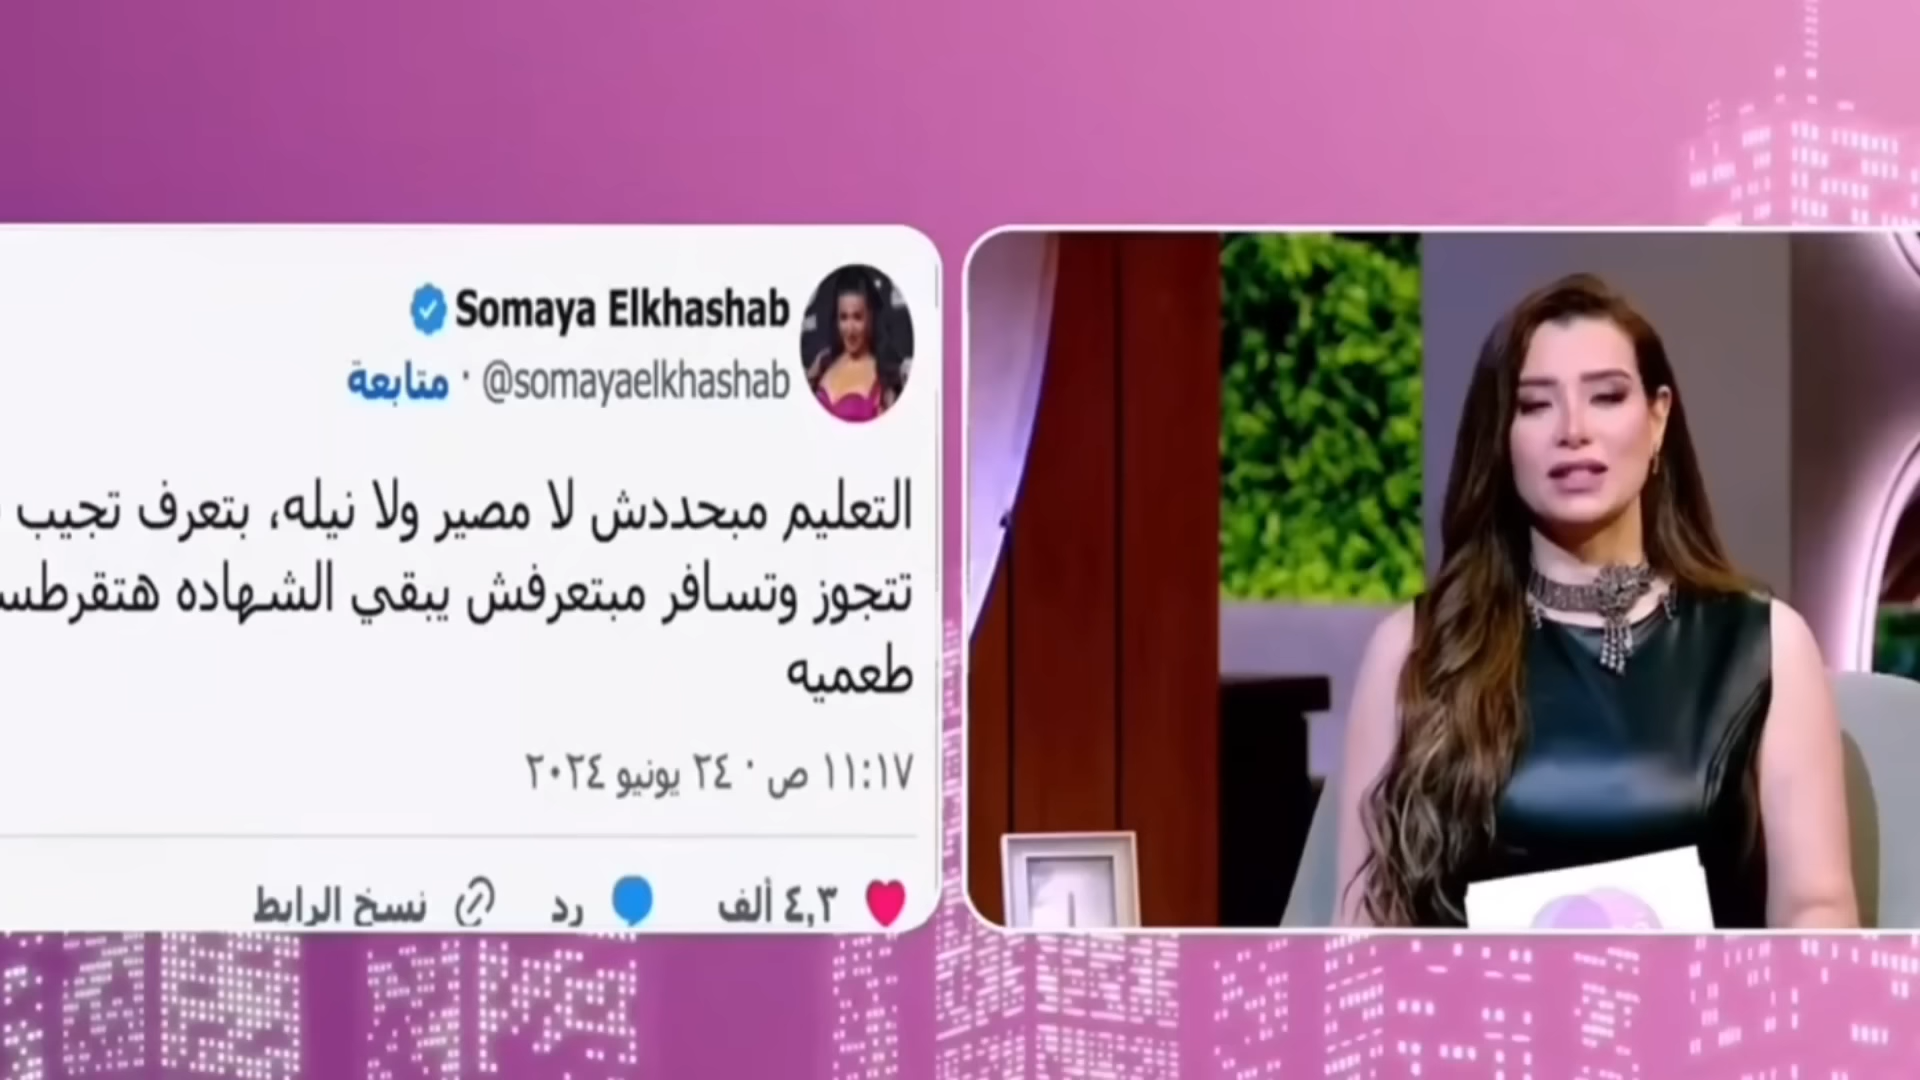 Somaya Elkhashab
@somayaelkhashab · متابعة
التعليم مبحددش لا مصير ولا نيله، بتعرف تجيب
تتجوز وتسافر مبتعرفش يبقي الشهاده هتقرطس
طعميه
١١:١٧ ص · ٢٤ يونيو ٢٠٢٤
٤,٣ ألف رد نسخ الرابط